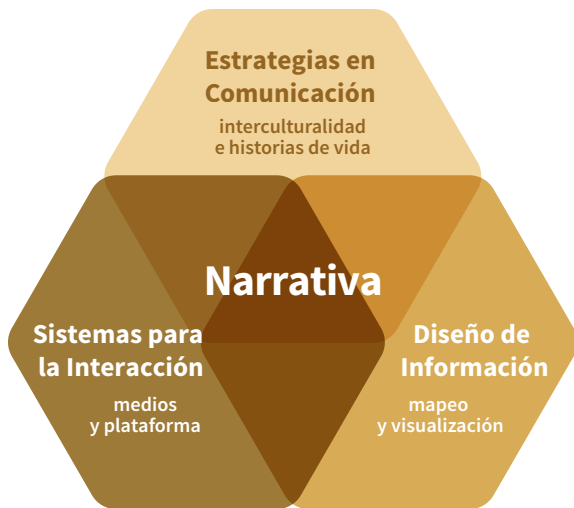 Estrategias en
Comunicación
interculturalidad
e historias de vida
Narrativa
Sistemas para
la Interacción
medios
y plataforma
Diseño de
Información
mapeo
y visualización